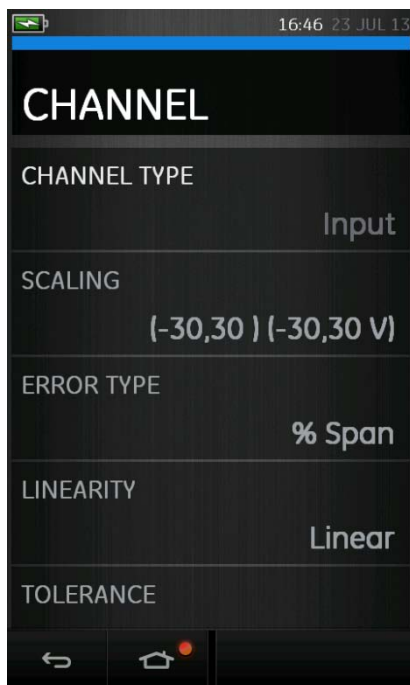 16:46 23 JUL 13
CHANNEL
CHANNEL TYPE
Input
SCALING
(-30,30 ) (-30,30 V)
ERROR TYPE
% Span
LINEARITY
Linear
TOLERANCE